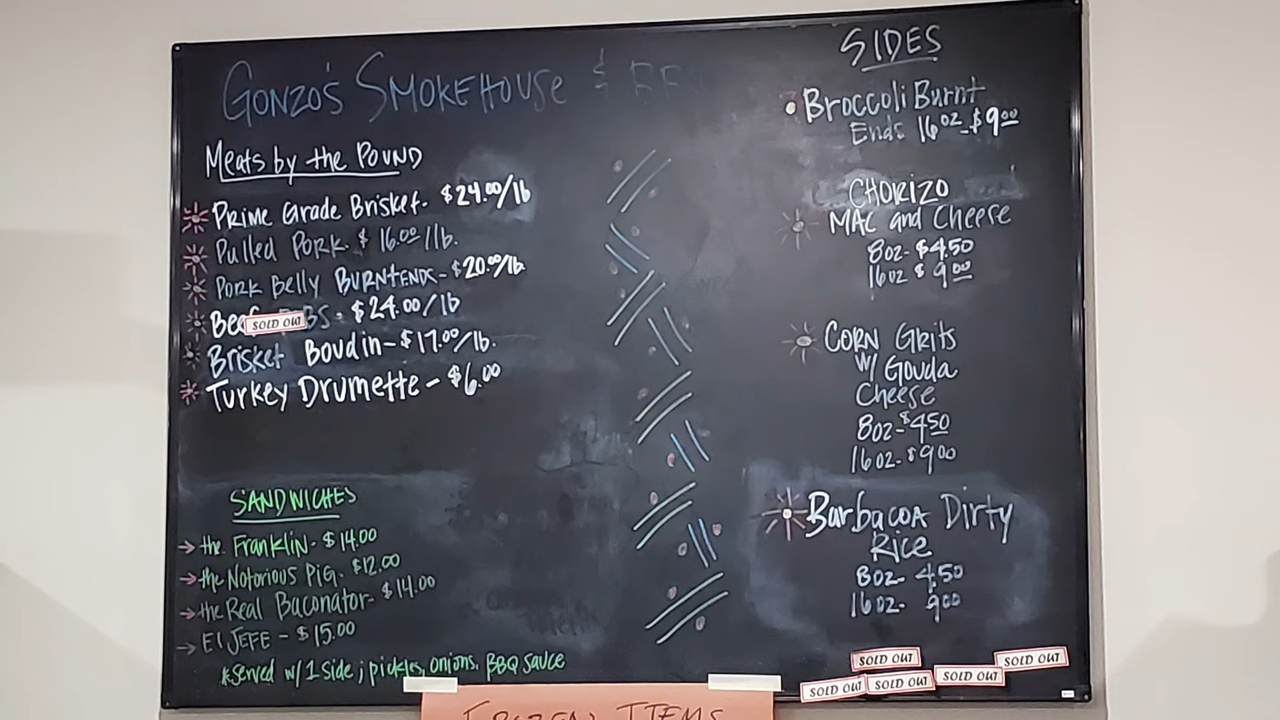 GONZO'S SMOKEHOUSE &
Meats by the POUND
PRIME Grade Brisket- $24.00/lb
Pulled PORK- $16.00/lb.
PORK Belly BURNTENDS- $20.00/lb.
SOLD OUT
- $24.00/lb
Brisket Boudin- $17.00/lb.
Turkey Drumette- $6.00
SANDWICHES
→ the Franklin- $14.00
→ the Notorious PIG. $12.00
→ the Real Baconator- $14.00
→ El JEFE - $15.00
*served w/ 1 side, pickles, onions, BBQ sauce
SIDES
Broccoli Burnt
Ends 16oz- $9.00
CHORIZO
MAC and Cheese
8oz- $4.50
16oz $9.00
CORN Grits
w/ Gouda
Cheese
8oz- $4.50
16oz- $9.00
Barbacoa Dirty
Rice
8oz- 4.50
16oz- 9.00
SOLD OUT
SOLD OUT
SOLD OUT
SOLD OUT
SOLD OUT
FROZEN ITEMS